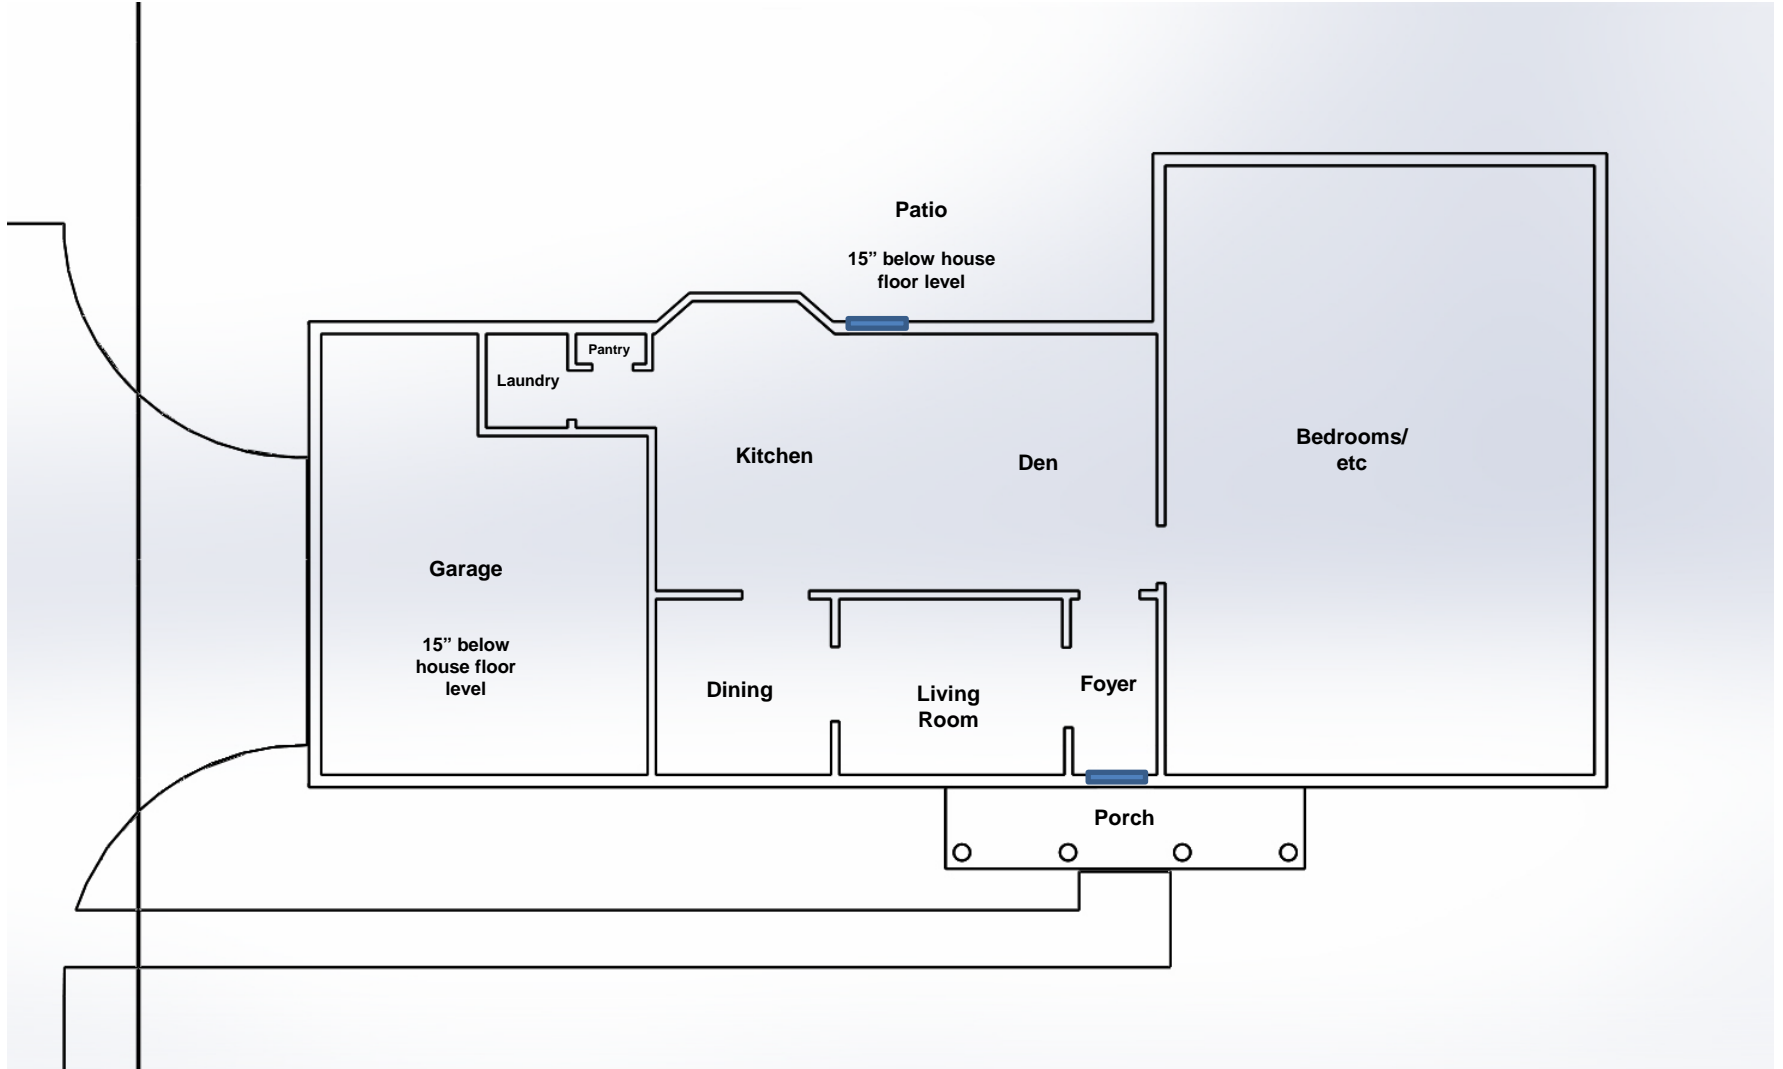 Patio
15” below house
floor level
Pantry
Laundry
Kitchen
Den
Bedrooms/
etc
Garage
15” below
house floor
level
Dining
Living
Room
Foyer
Porch